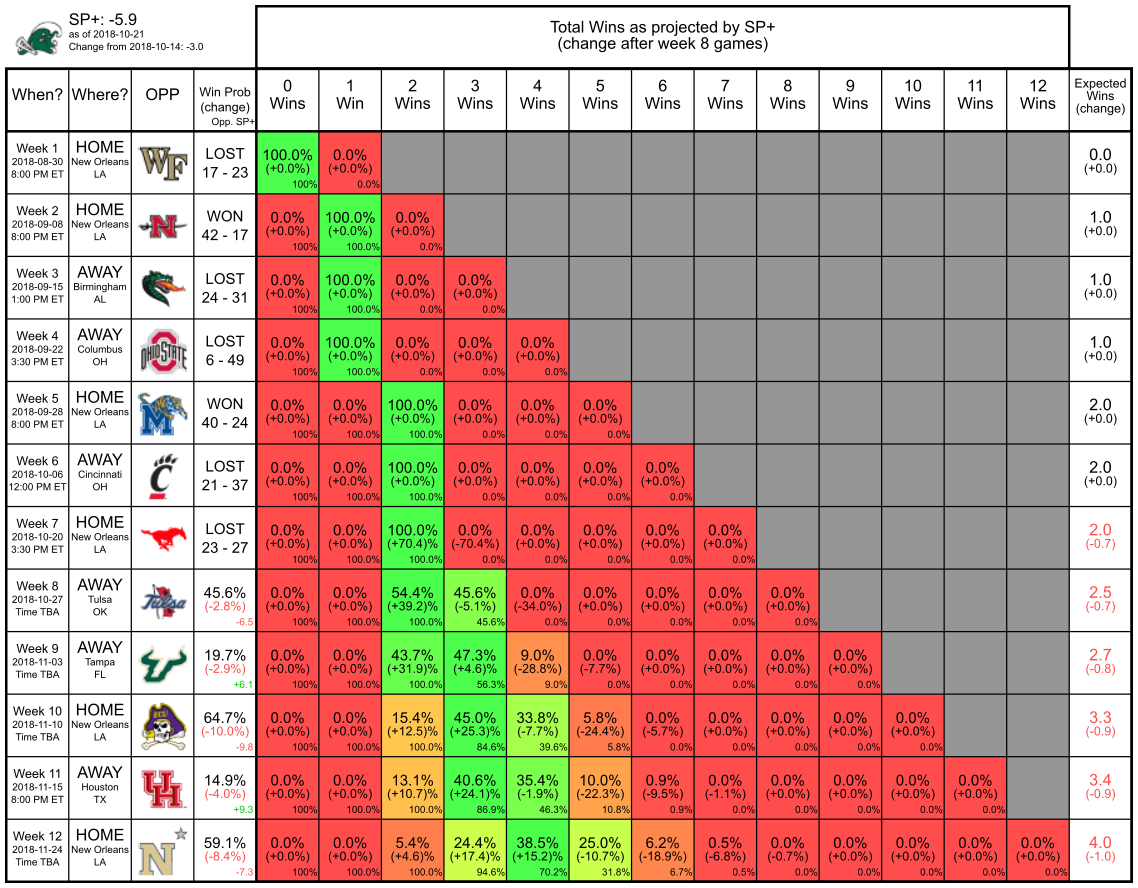 SP+: -5.9
as of 2018-10-21
Change from 2018-10-14: -3.0
Total Wins as projected by SP+
(change after week 8 games)
When? Where? OPP Win Prob (change) Opp. SP+ 0 Wins 1 Win 2 Wins 3 Wins 4 Wins 5 Wins 6 Wins 7 Wins 8 Wins 9 Wins 10 Wins 11 Wins 12 Wins Expected Wins (change)
Week 1 HOME WF LOST 100.0% 0.0% 0.0
2018-08-30 New Orleans 17 - 23 (+0.0%) (+0.0%) (+0.0)
8:00 PM ET LA 100% 0.0%
Week 2 HOME N WON 0.0% 100.0% 0.0% 1.0
2018-09-08 New Orleans 42 - 17 (+0.0%) (+0.0%) (+0.0%) (+0.0)
8:00 PM ET LA 100% 100.0% 0.0%
Week 3 AWAY LOST 0.0% 100.0% 0.0% 0.0% 1.0
2018-09-15 Birmingham 24 - 31 (+0.0%) (+0.0%) (+0.0%) (+0.0%) (+0.0)
1:00 PM ET AL 100% 100.0% 0.0% 0.0%
Week 4 AWAY OHIO STATE LOST 0.0% 100.0% 0.0% 0.0% 0.0% 1.0
2018-09-22 Columbus 6 - 49 (+0.0%) (+0.0%) (+0.0%) (+0.0%) (+0.0%) (+0.0)
3:30 PM ET OH 100% 100.0% 0.0% 0.0% 0.0%
Week 5 HOME M WON 0.0% 0.0% 100.0% 0.0% 0.0% 0.0% 2.0
2018-09-28 New Orleans 40 - 24 (+0.0%) (+0.0%) (+0.0%) (+0.0%) (+0.0%) (+0.0%) (+0.0)
8:00 PM ET LA 100% 100.0% 100.0% 0.0% 0.0% 0.0%
Week 6 AWAY C LOST 0.0% 0.0% 100.0% 0.0% 0.0% 0.0% 0.0% 2.0
2018-10-06 Cincinnati 21 - 37 (+0.0%) (+0.0%) (+0.0%) (+0.0%) (+0.0%) (+0.0%) (+0.0%) (+0.0)
12:00 PM ET OH 100% 100.0% 100.0% 0.0% 0.0% 0.0% 0.0%
Week 7 HOME LOST 0.0% 0.0% 100.0% 0.0% 0.0% 0.0% 0.0% 0.0% 2.0
2018-10-20 New Orleans 23 - 27 (+0.0%) (+0.0%) (+70.4)% (-70.4%) (+0.0%) (+0.0%) (+0.0%) (+0.0%) (-0.7)
3:30 PM ET LA 100% 100.0% 100.0% 0.0% 0.0% 0.0% 0.0% 0.0%
Week 8 AWAY Tulsa 45.6% 0.0% 0.0% 54.4% 45.6% 0.0% 0.0% 0.0% 0.0% 0.0% 2.5
2018-10-27 Tulsa (-2.8%) (+0.0%) (+0.0%) (+39.2)% (-5.1%) (-34.0%) (+0.0%) (+0.0%) (+0.0%) (+0.0%) (-0.7)
Time TBA OK -6.5 100% 100.0% 100.0% 45.6% 0.0% 0.0% 0.0% 0.0% 0.0%
Week 9 AWAY 19.7% 0.0% 0.0% 43.7% 47.3% 9.0% 0.0% 0.0% 0.0% 0.0% 0.0% 2.7
2018-11-03 Tampa (-2.9%) (+0.0%) (+0.0%) (+31.9)% (+4.6)% (-28.8%) (-7.7%) (+0.0%) (+0.0%) (+0.0%) (+0.0%) (-0.8)
Time TBA FL +6.1 100% 100.0% 100.0% 56.3% 9.0% 0.0% 0.0% 0.0% 0.0% 0.0%
Week 10 HOME ECU 64.7% 0.0% 0.0% 15.4% 45.0% 33.8% 5.8% 0.0% 0.0% 0.0% 0.0% 0.0% 3.3
2018-11-10 New Orleans (-10.0%) (+0.0%) (+0.0%) (+12.5)% (+25.3)% (-7.7%) (-24.4%) (-5.7%) (+0.0%) (+0.0%) (+0.0%) (+0.0%) (-0.9)
Time TBA LA -9.8 100% 100.0% 100.0% 84.6% 39.6% 5.8% 0.0% 0.0% 0.0% 0.0% 0.0%
Week 11 AWAY UH 14.9% 0.0% 0.0% 13.1% 40.6% 35.4% 10.0% 0.9% 0.0% 0.0% 0.0% 0.0% 0.0% 3.4
2018-11-15 Houston (-4.0%) (+0.0%) (+0.0%) (+10.7)% (+24.1)% (-1.9%) (-22.3%) (-9.5%) (-1.1%) (+0.0%) (+0.0%) (+0.0%) (+0.0%) (-0.9)
8:00 PM ET TX +9.3 100% 100.0% 100.0% 86.9% 46.3% 10.8% 0.9% 0.0% 0.0% 0.0% 0.0% 0.0%
Week 12 HOME N 59.1% 0.0% 0.0% 5.4% 24.4% 38.5% 25.0% 6.2% 0.5% 0.0% 0.0% 0.0% 0.0% 0.0% 4.0
2018-11-24 New Orleans (-8.4%) (+0.0%) (+0.0%) (+4.6)% (+17.4)% (+15.2)% (-10.7%) (-18.9%) (-6.8%) (-0.7%) (+0.0%) (+0.0%) (+0.0%) (+0.0%) (-1.0)
Time TBA LA -7.3 100% 100.0% 100.0% 94.6% 70.2% 31.8% 6.7% 0.5% 0.0% 0.0% 0.0% 0.0% 0.0%